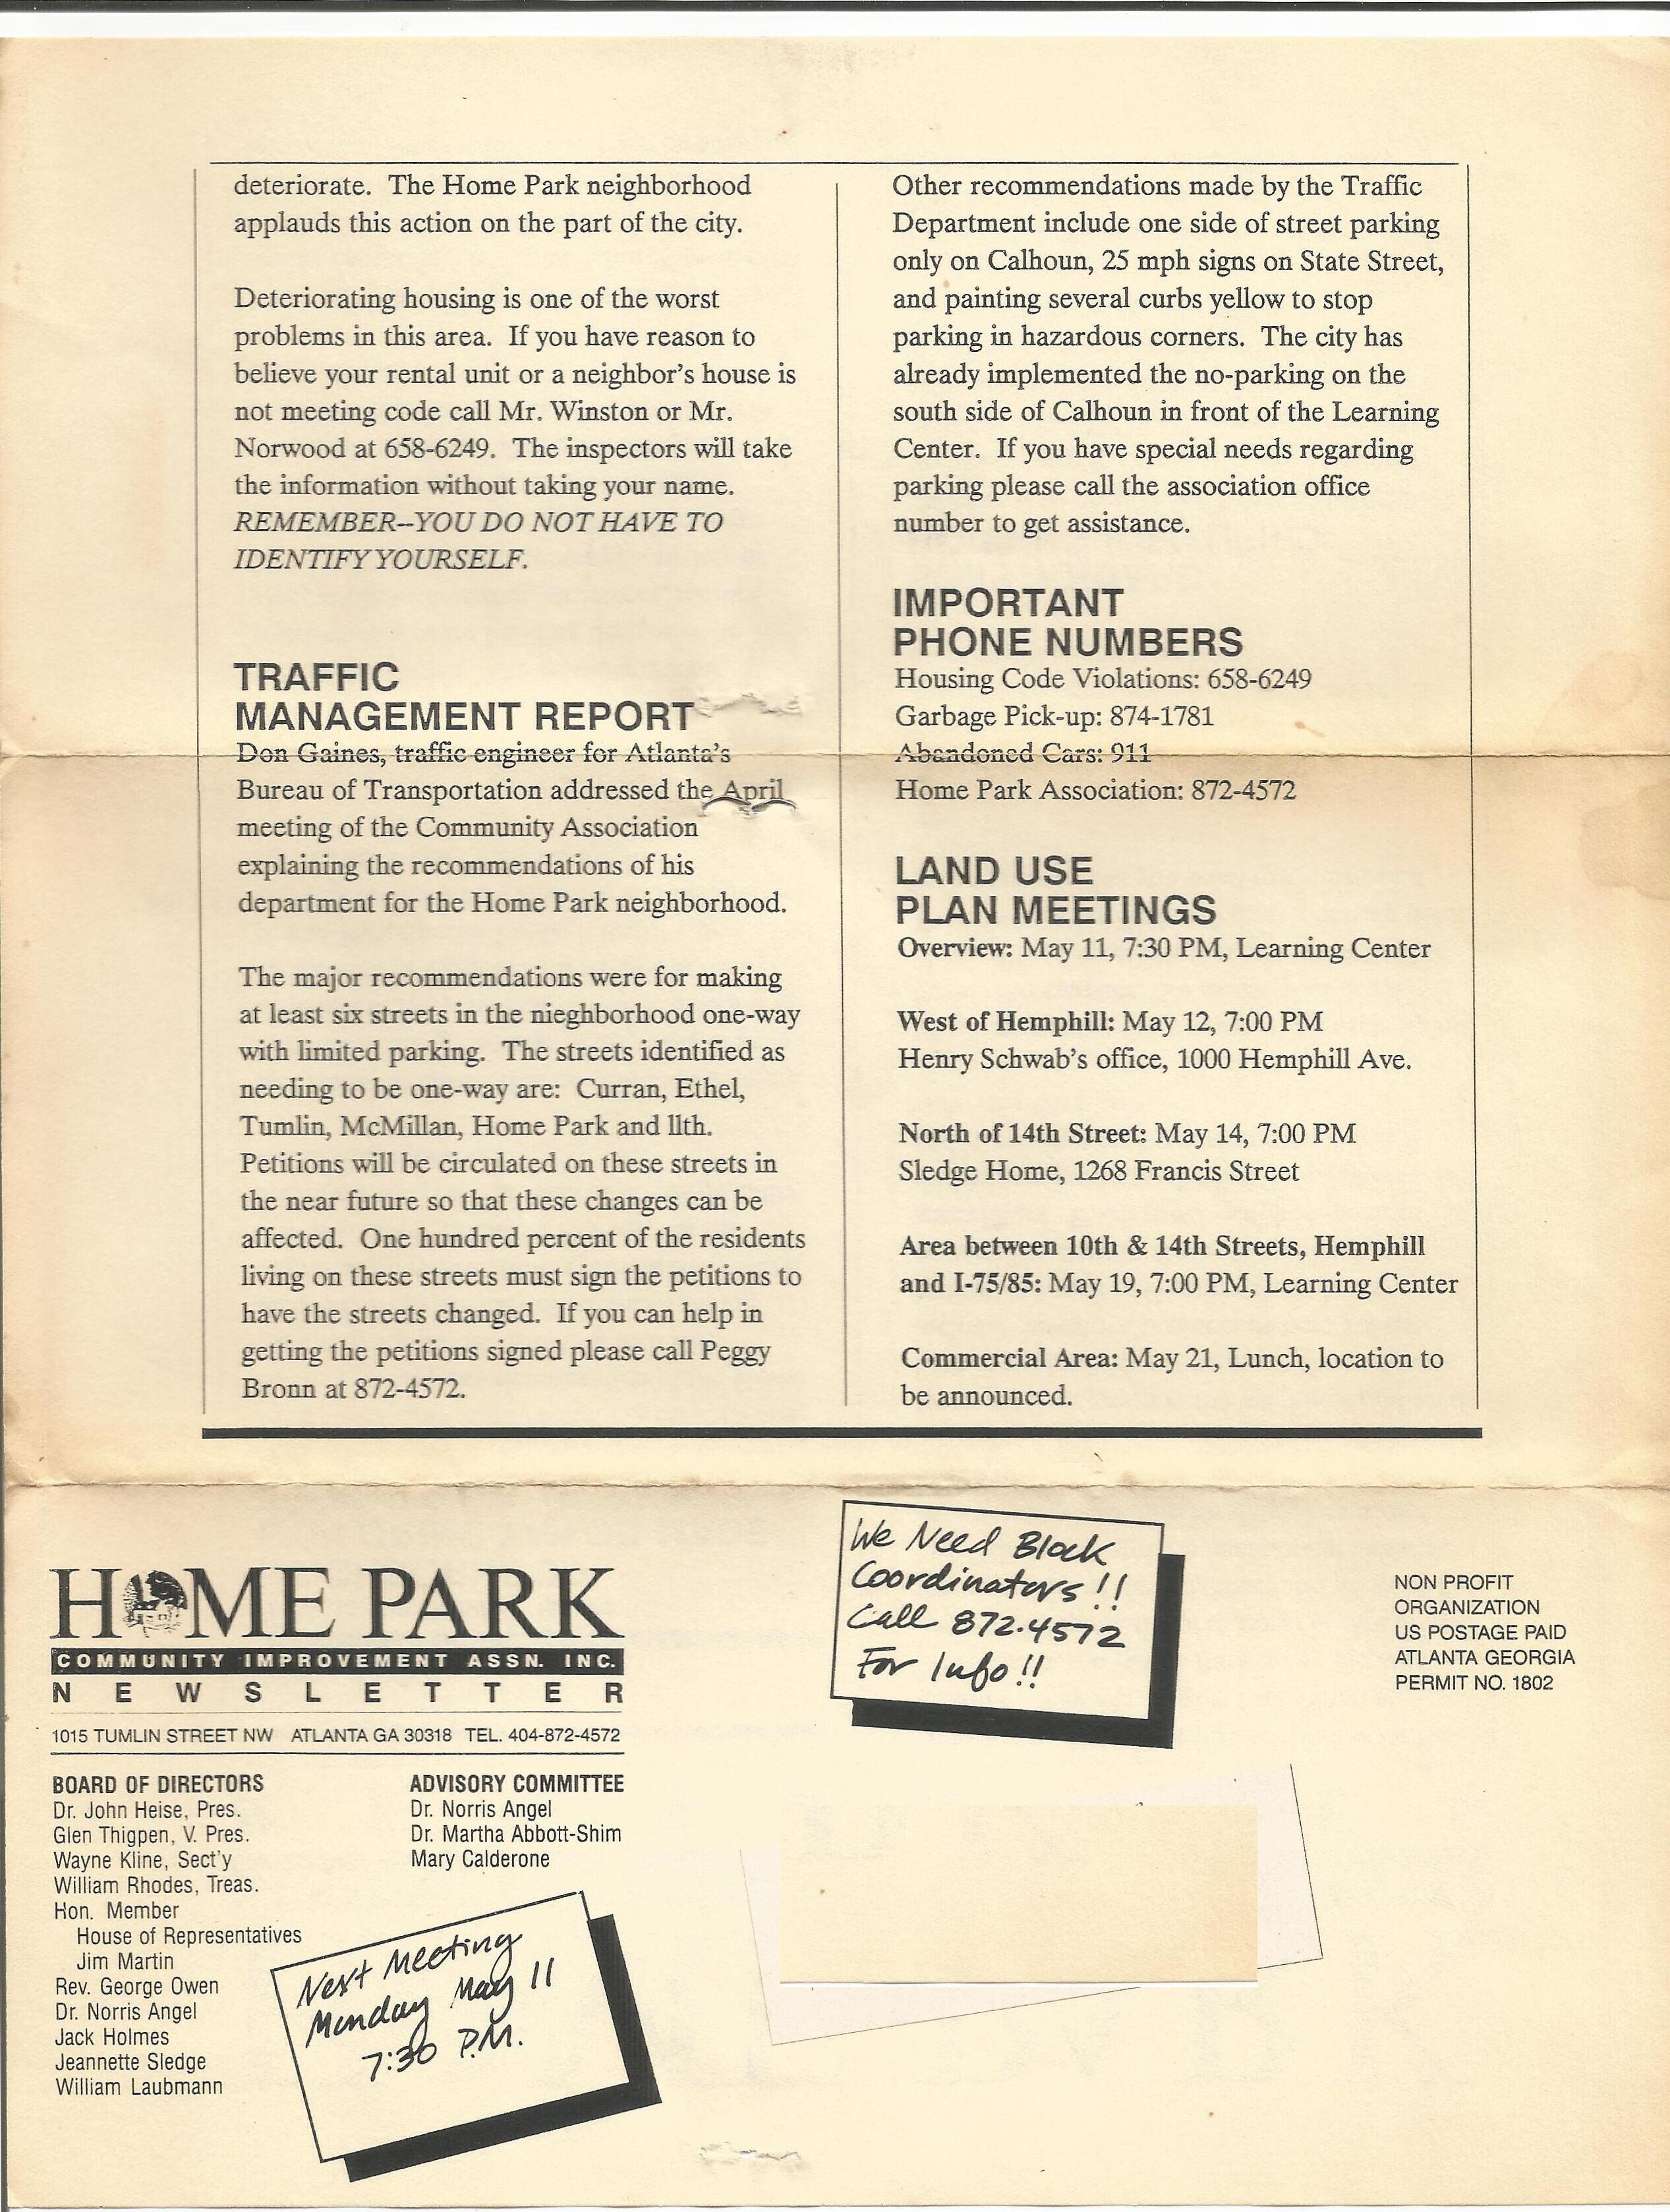 deteriorate. The Home Park neighborhood
applauds this action on the part of the city.
Deteriorating housing is one of the worst
problems in this area. If you have reason to
believe your rental unit or a neighbor's house is
not meeting code call Mr. Winston or Mr.
Norwood at 658-6249. The inspectors will take
the information without taking your name.
REMEMBER--YOU DO NOT HAVE TO
IDENTIFY YOURSELF.
TRAFFIC
MANAGEMENT REPORT
Don Gaines, traffic engineer for Atlanta's
Bureau of Transportation addressed the April
meeting of the Community Association
explaining the recommendations of his
department for the Home Park neighborhood.
The major recommendations were for making
at least six streets in the nieghborhood one-way
with limited parking. The streets identified as
needing to be one-way are: Curran, Ethel,
Tumlin, McMillan, Home Park and llth.
Petitions will be circulated on these streets in
the near future so that these changes can be
affected. One hundred percent of the residents
living on these streets must sign the petitions to
have the streets changed. If you can help in
getting the petitions signed please call Peggy
Bronn at 872-4572.
Other recommendations made by the Traffic
Department include one side of street parking
only on Calhoun, 25 mph signs on State Street,
and painting several curbs yellow to stop
parking in hazardous corners. The city has
already implemented the no-parking on the
south side of Calhoun in front of the Learning
Center. If you have special needs regarding
parking please call the association office
number to get assistance.
IMPORTANT
PHONE NUMBERS
Housing Code Violations: 658-6249
Garbage Pick-up: 874-1781
Abandoned Cars: 911
Home Park Association: 872-4572
LAND USE
PLAN MEETINGS
Overview: May 11, 7:30 PM, Learning Center
West of Hemphill: May 12, 7:00 PM
Henry Schwab's office, 1000 Hemphill Ave.
North of 14th Street: May 14, 7:00 PM
Sledge Home, 1268 Francis Street
Area between 10th & 14th Streets, Hemphill
and I-75/85: May 19, 7:00 PM, Learning Center
Commercial Area: May 21, Lunch, location to
be announced.
HOME PARK
COMMUNITY IMPROVEMENT ASSN. INC.
NEWSLETTER
1015 TUMLIN STREET NW ATLANTA GA 30318 TEL. 404-872-4572
BOARD OF DIRECTORS
Dr. John Heise, Pres.
Glen Thigpen, V. Pres.
Wayne Kline, Sect'y
William Rhodes, Treas.
Hon. Member
House of Representatives
Jim Martin
Rev. George Owen
Dr. Norris Angel
Jack Holmes
Jeannette Sledge
William Laubmann
ADVISORY COMMITTEE
Dr. Norris Angel
Dr. Martha Abbott-Shim
Mary Calderone
Next Meeting
Monday May 11
7:30 P.M.
We Need Block
Coordinators!!
Call 872.4572
For Info!!
NON PROFIT
ORGANIZATION
US POSTAGE PAID
ATLANTA GEORGIA
PERMIT NO. 1802